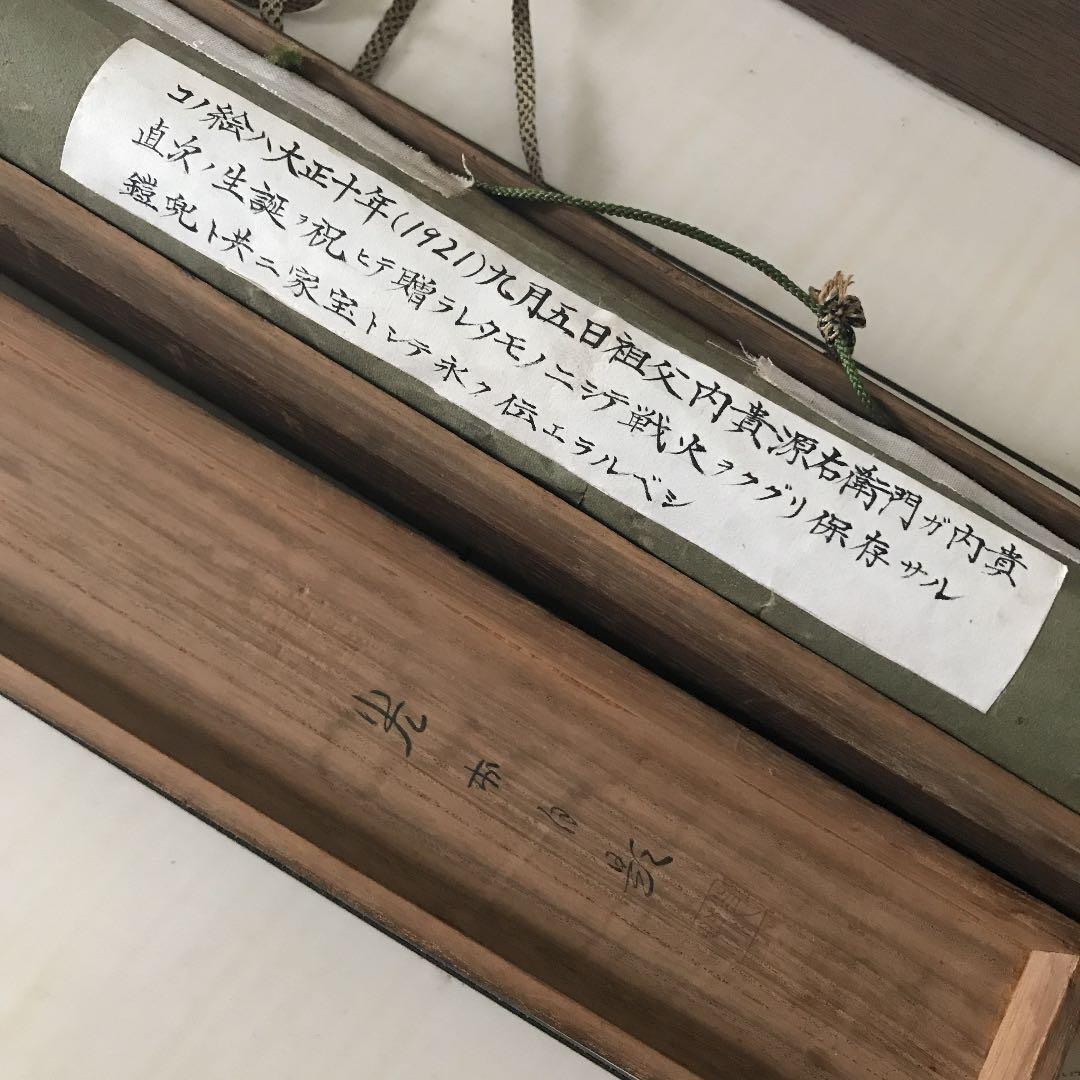 コノ絵ハ大正十年(1921)九月五日祖父内貴源右衛門ガ内貴
直次ノ生誕ヲ祝ヒテ贈ラレタモノニシテ戦火ヲクグリ保存サル
鎧兜ト共ニ家宝トシテ永ク伝エラルベシ